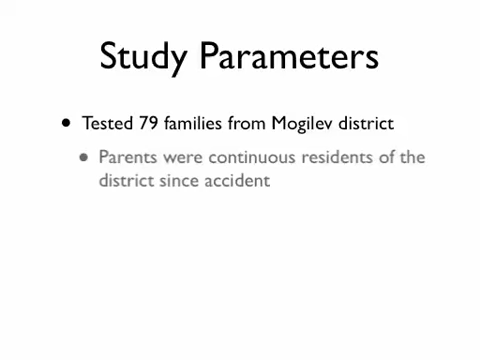 Study Parameters
• Tested 79 families from Mogilev district
• Parents were continuous residents of the
district since accident